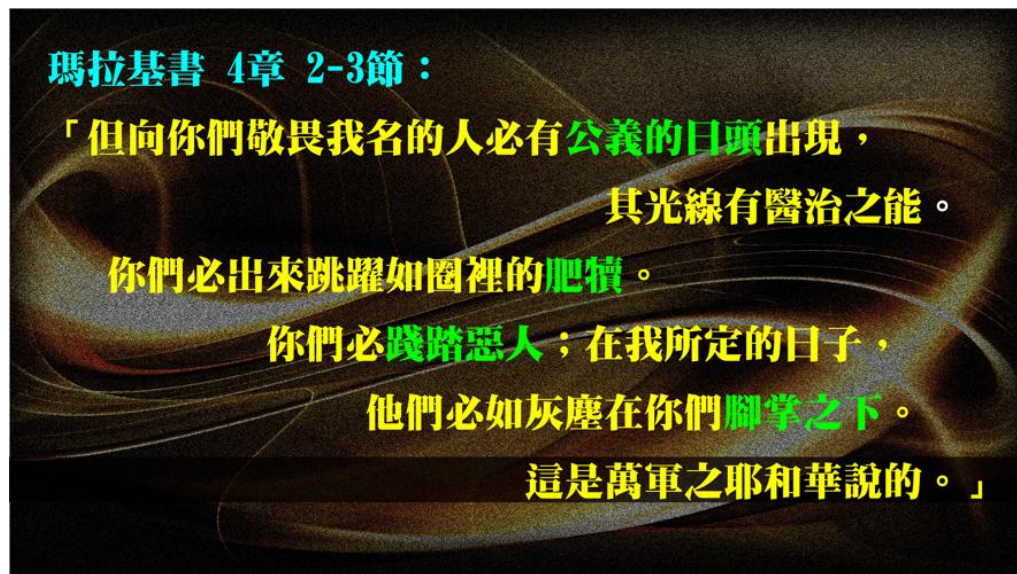 瑪拉基書 4章 2-3節：
「但向你們敬畏我名的人必有公義的日頭出現，
其光線有醫治之能。
你們必出來跳躍如圈裡的肥犢。
你們必踐踏惡人；在我所定的日子，
他們必如灰塵在你們腳掌之下。
這是萬軍之耶和華說的。」